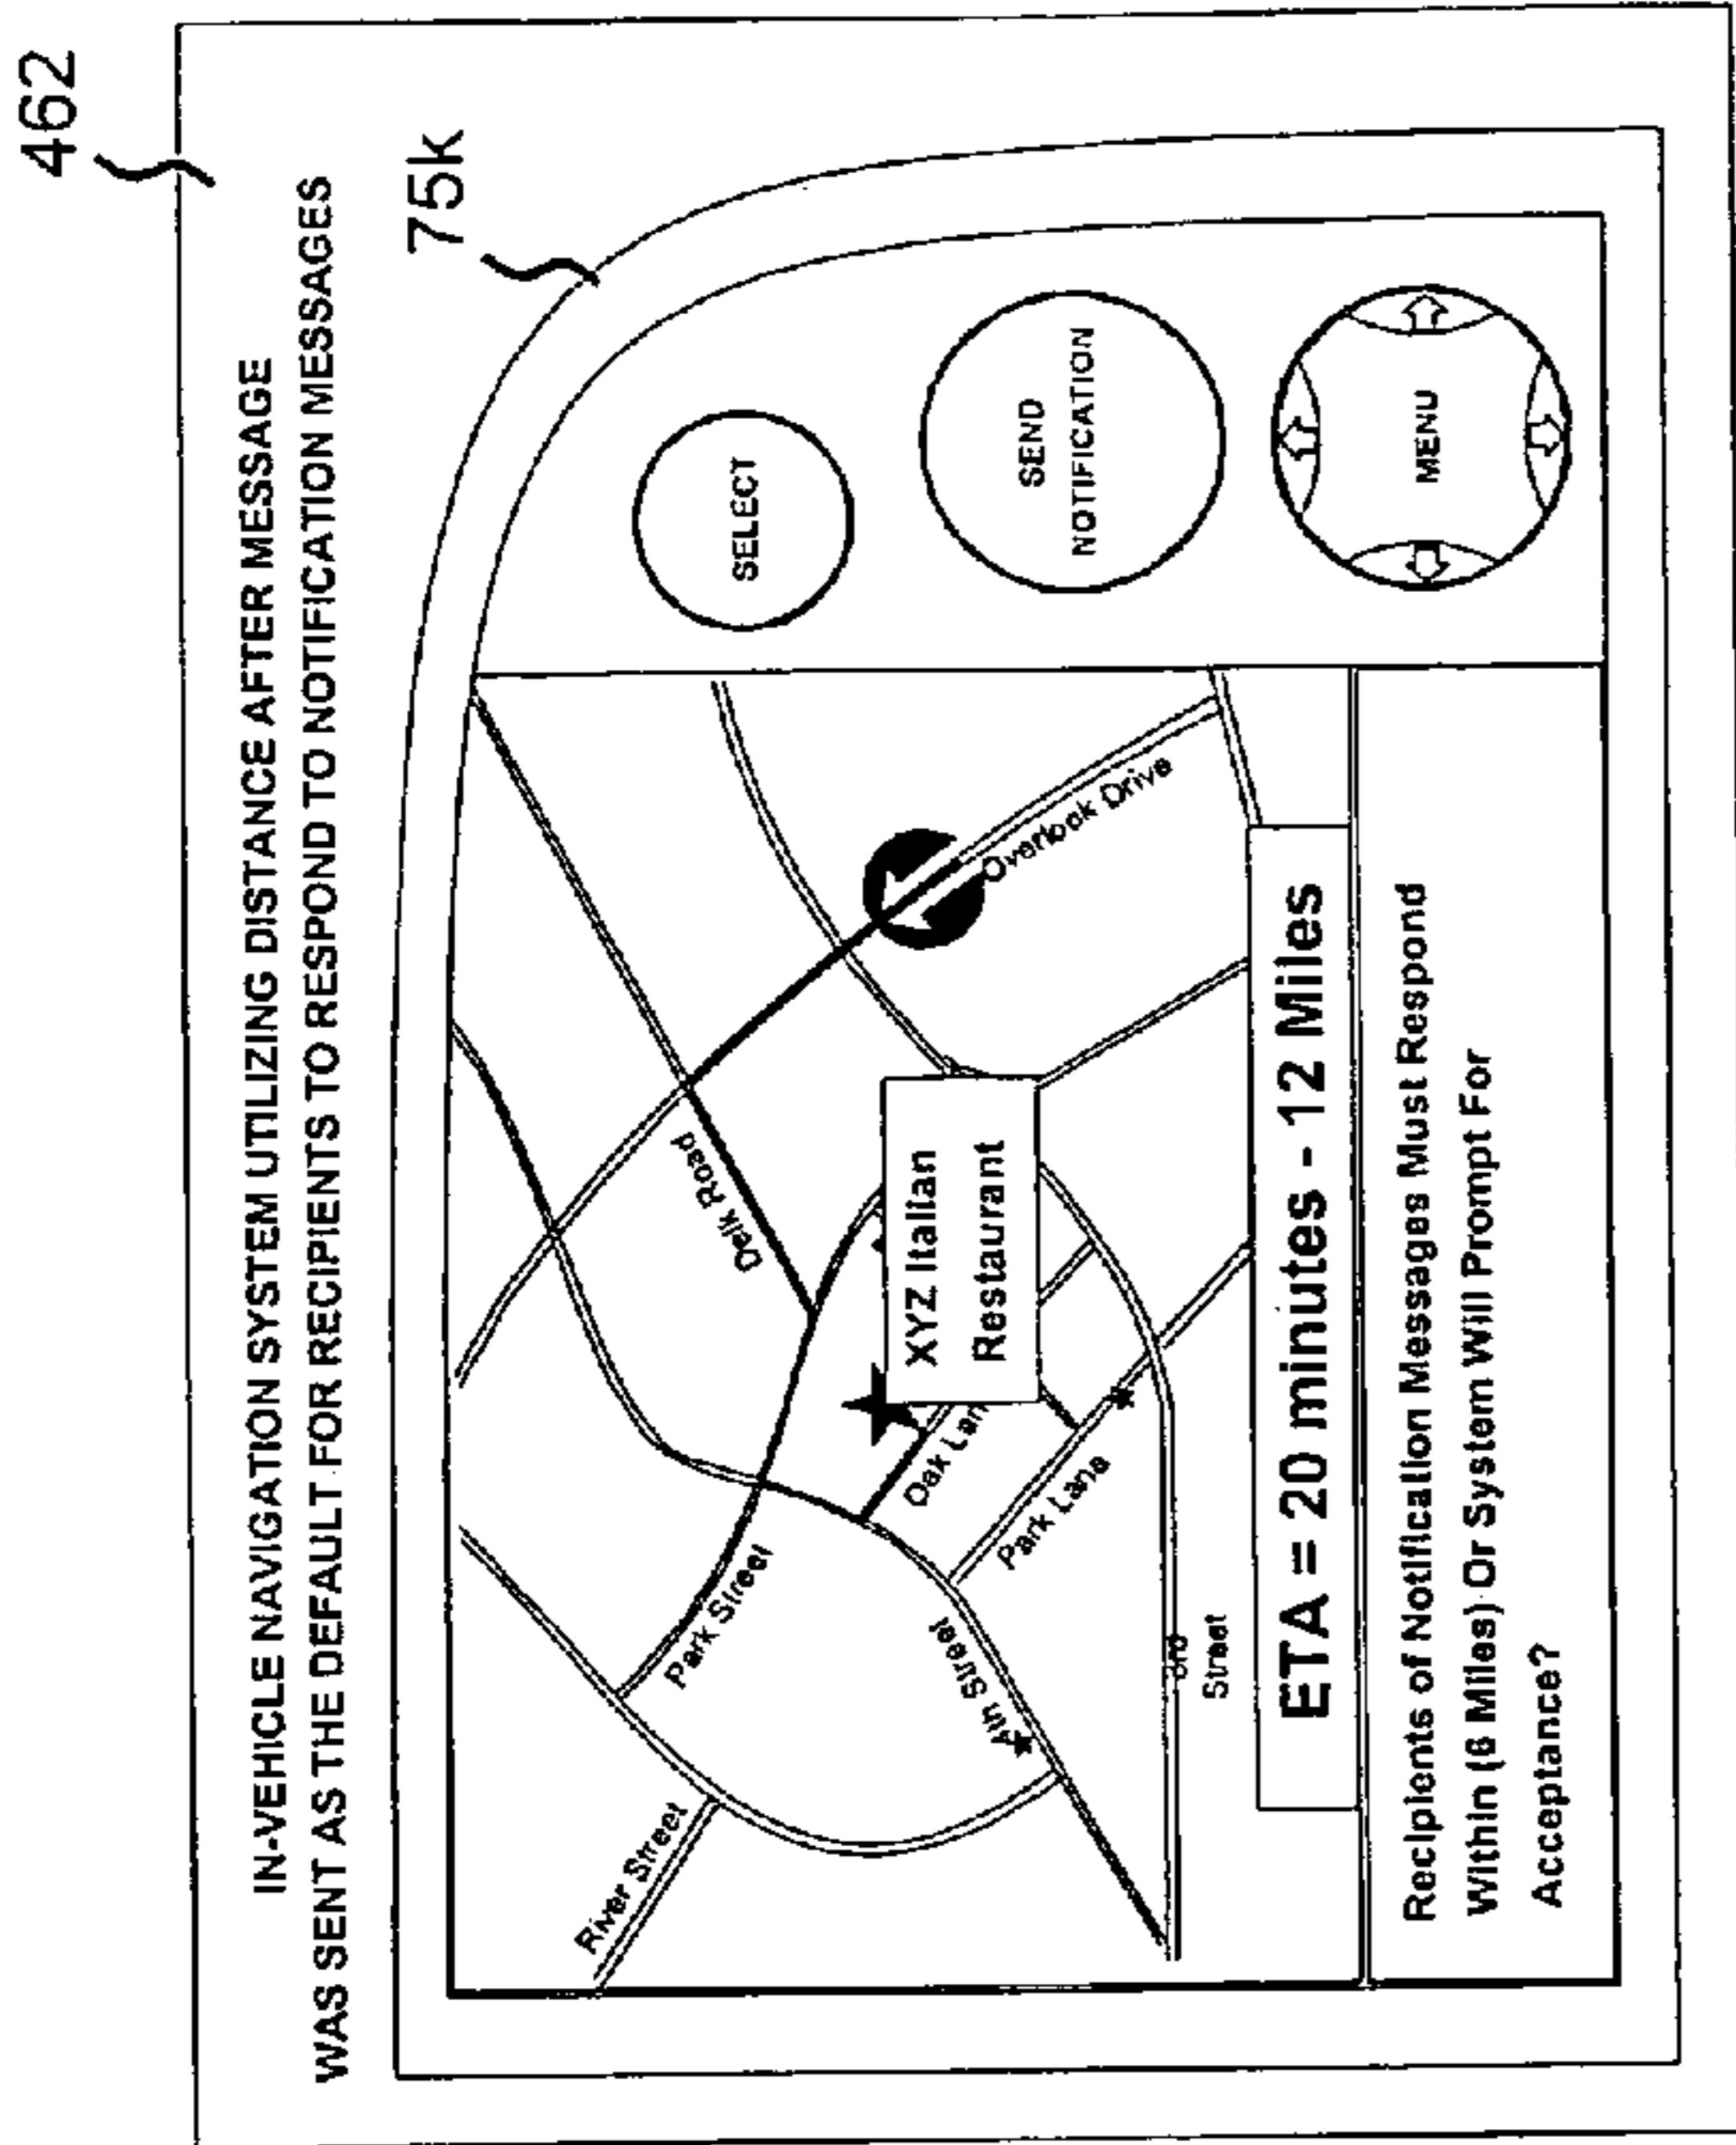 462
IN-VEHICLE NAVIGATION SYSTEM UTILIZING DISTANCE AFTER MESSAGE
WAS SENT AS THE DEFAULT FOR RECIPIENTS TO RESPOND TO NOTIFICATION MESSAGES
75k
River Street
Park Street
Delk Road
XYZ Italian
Restaurant
Oak Lan
Park Lane
4th Street
Street
Overlook Drive
ETA = 20 minutes - 12 Miles
Recipients of Notification Messages Must Respond
Within (6 Miles) Or System Will Prompt For
Acceptance?
SELECT
SEND
NOTIFICATION
MENU